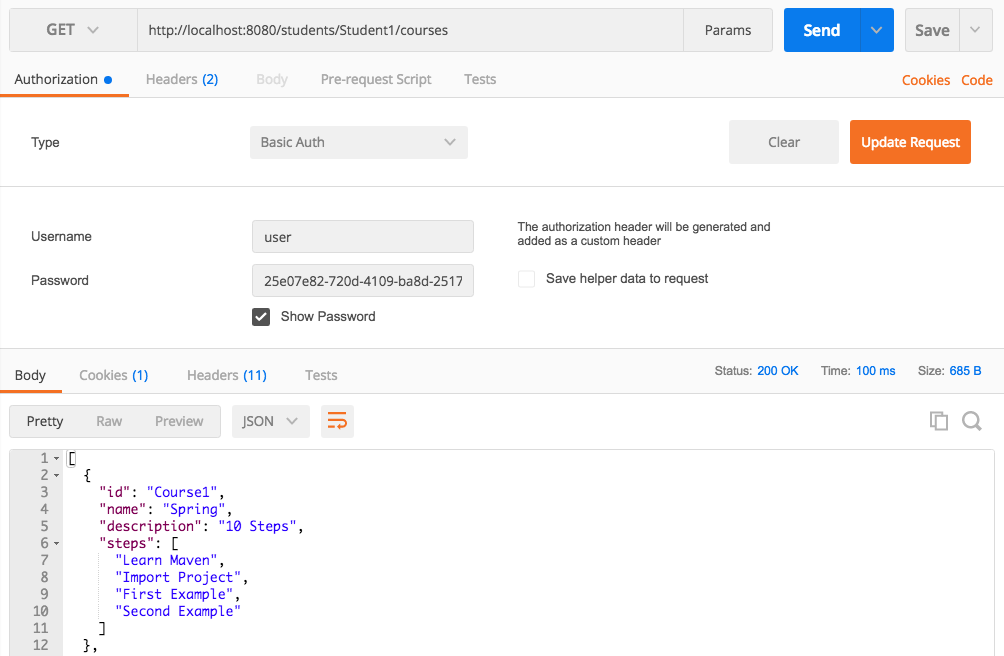 GET http://localhost:8080/students/Student1/courses Params Send Save
Authorization Headers (2) Body Pre-request Script Tests Cookies Code
Type Basic Auth Clear Update Request
Username user The authorization header will be generated and
added as a custom header
Password 25e07e82-720d-4109-ba8d-2517 Save helper data to request
Show Password
Body Cookies (1) Headers (11) Tests Status: 200 OK Time: 100 ms Size: 685 B
Pretty Raw Preview JSON
1 [
2 {
3 "id": "Course1",
4 "name": "Spring",
5 "description": "10 Steps",
6 "steps": [
7 "Learn Maven",
8 "Import Project",
9 "First Example",
10 "Second Example"
11 ]
12 },